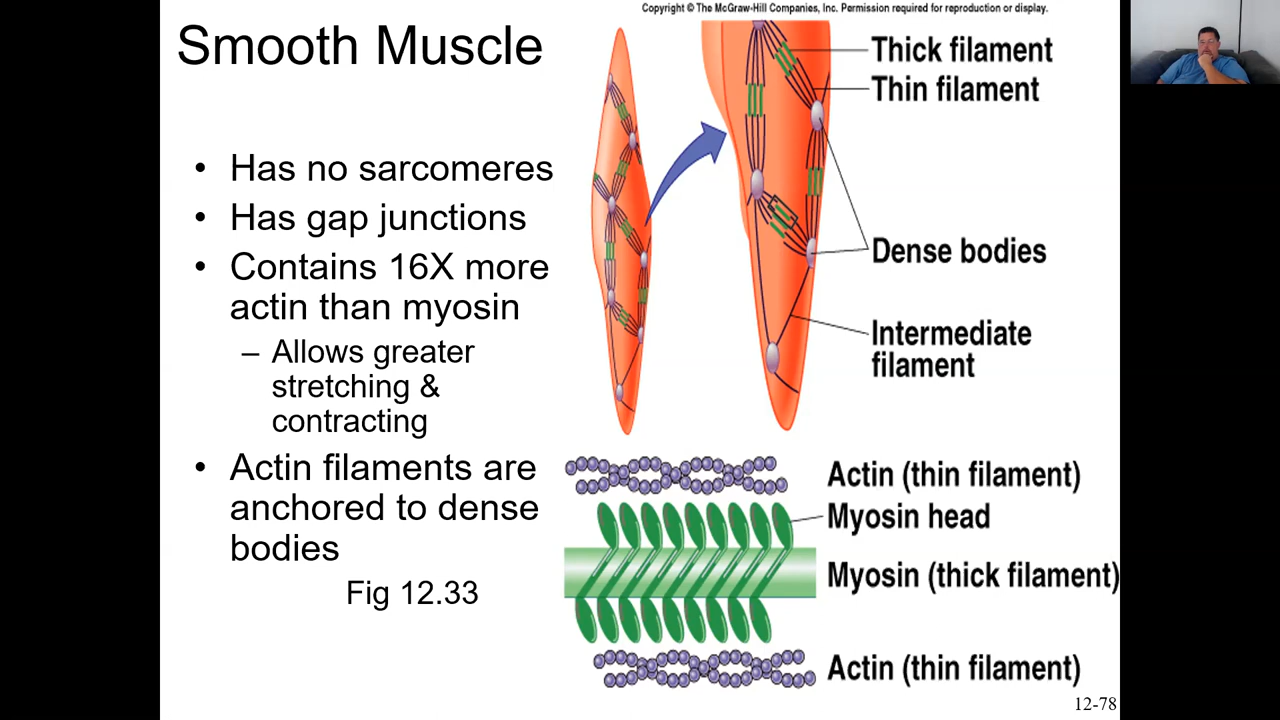 Copyright © The McGraw-Hill Companies, Inc. Permission required for reproduction or display.
Smooth Muscle
• Has no sarcomeres
• Has gap junctions
• Contains 16X more
actin than myosin
– Allows greater
stretching &
contracting
• Actin filaments are
anchored to dense
bodies
Fig 12.33
Thick filament
Thin filament
Dense bodies
Intermediate
filament
Actin (thin filament)
Myosin head
Myosin (thick filament)
Actin (thin filament)
12-78